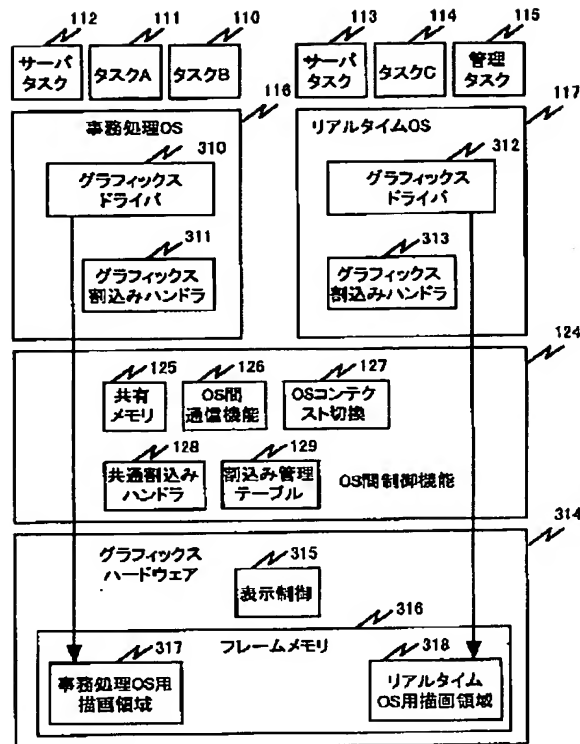 112
111
110
113
114
115
サーバ
タスク
タスクA
タスクB
サーバ
タスク
タスクC
管理
タスク
116
117
事務処理OS
310
グラフィックス
ドライバ
311
グラフィックス
割込みハンドラ
リアルタイムOS
312
グラフィックス
ドライバ
313
グラフィックス
割込みハンドラ
124
125
126
127
共有
メモリ
OS間
通信機能
OSコンテク
スト切換
128
129
共通割込み
ハンドラ
割込み管理
テーブル
OS間制御機能
314
グラフィックス
ハードウェア
315
表示制御
316
フレームメモリ
317
318
事務処理OS用
描画領域
リアルタイム
OS用描画領域